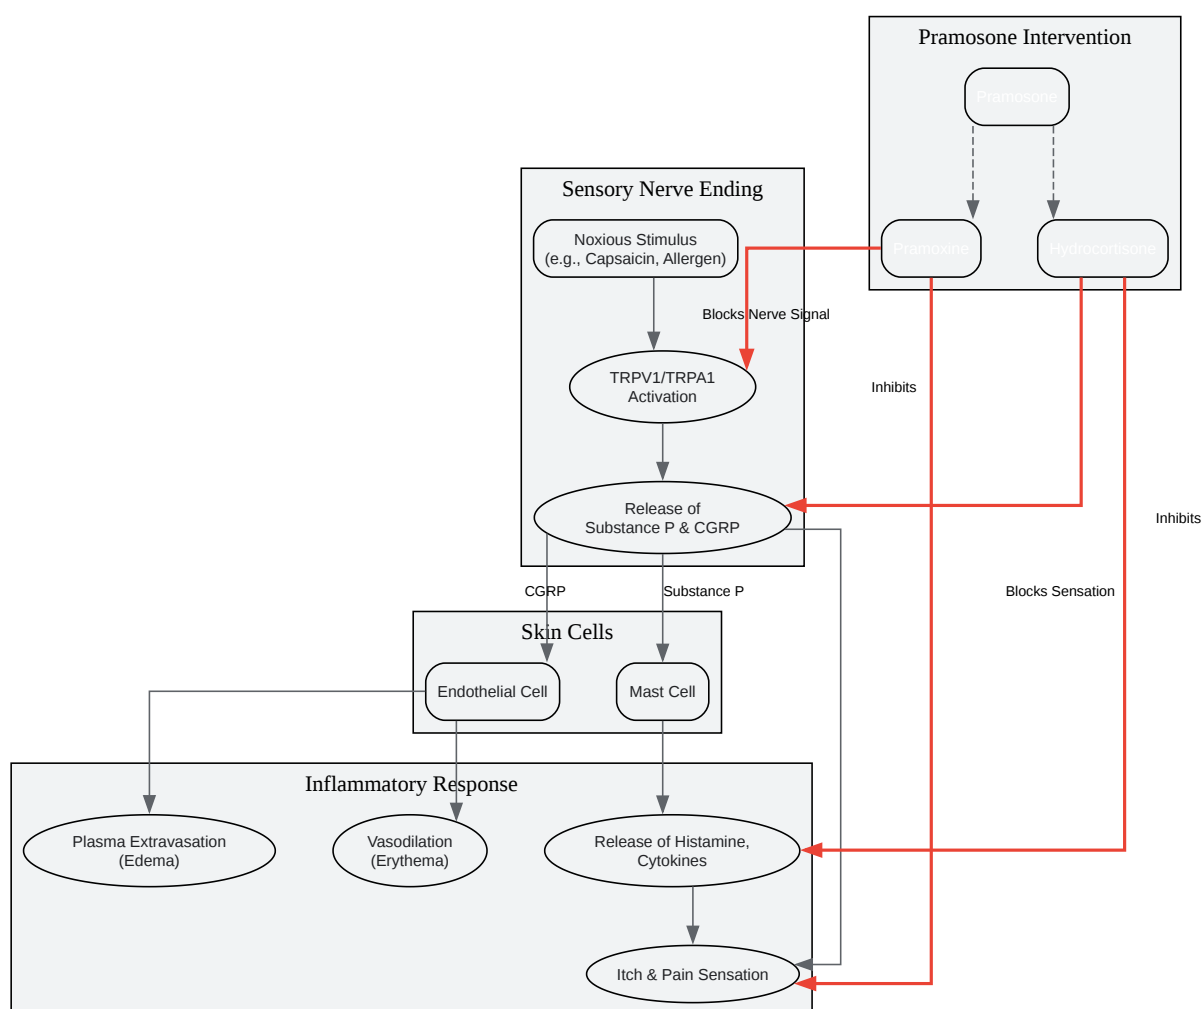 Pramosone Intervention
Pramosone
Sensory Nerve Ending
Noxious Stimulus
(e.g., Capsaicin, Allergen)
Pramoxine
Hydrocortisone
Blocks Nerve Signal
TRPV1/TRPA1
Activation
Inhibits
Release of
Substance P & CGRP
Inhibits
CGRP
Substance P
Blocks Sensation
Skin Cells
Endothelial Cell
Mast Cell
Inflammatory Response
Plasma Extravasation
(Edema)
Vasodilation
(Erythema)
Release of Histamine,
Cytokines
Itch & Pain Sensation